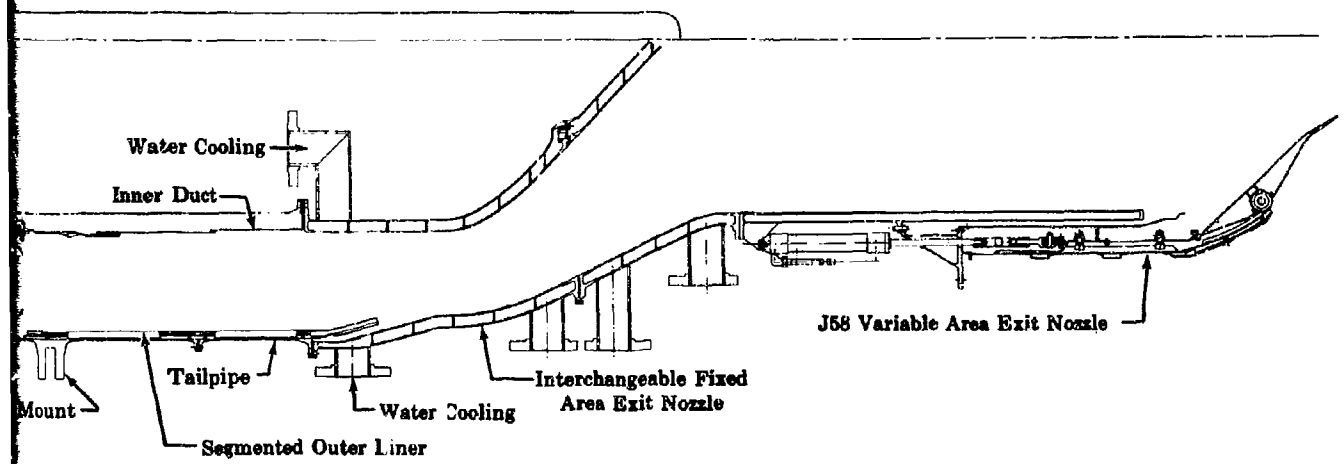 Water Cooling
Inner Duct
J58 Variable Area Exit Nozzle
Tailpipe
Interchangeable Fixed
Area Exit Nozzle
Mount
Water Cooling
Segmented Outer Liner